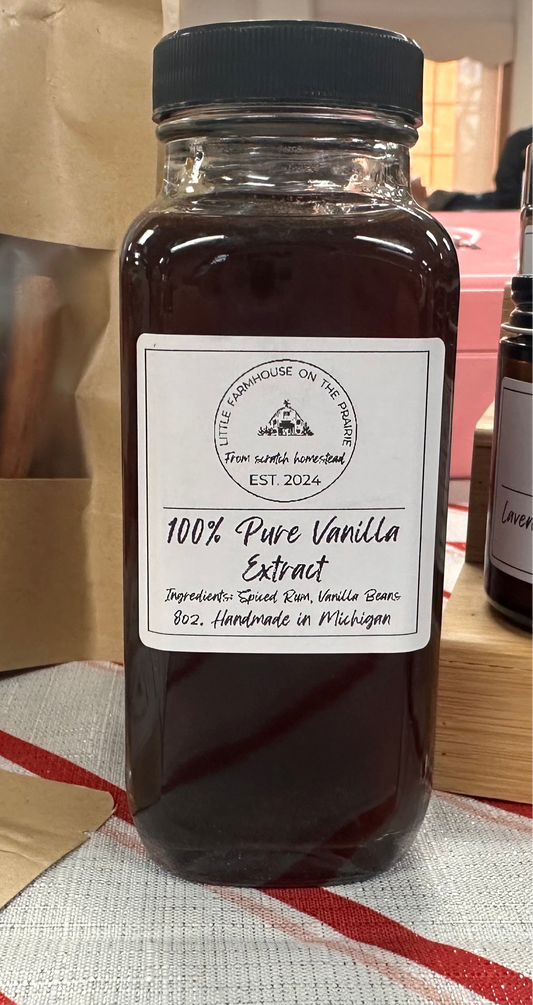 LITTLE FARMHOUSE ON THE PRAIRIE
From scratch homestead
EST. 2024
100% Pure Vanilla
Extract
Ingredients: Spiced Rum, Vanilla Beans
8oz. Handmade in Michigan
Laven